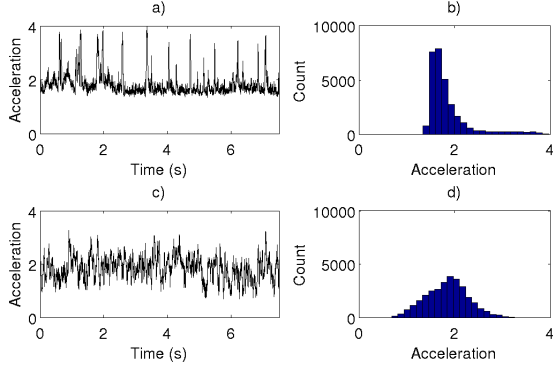 a)
b)
4
2
0
Acceleration
0 2 4 6
Time (s)
10000
5000
0
Count
0 2 4
Acceleration
c)
d)
4
2
0
Acceleration
0 2 4 6
Time (s)
10000
5000
0
Count
0 2 4
Acceleration